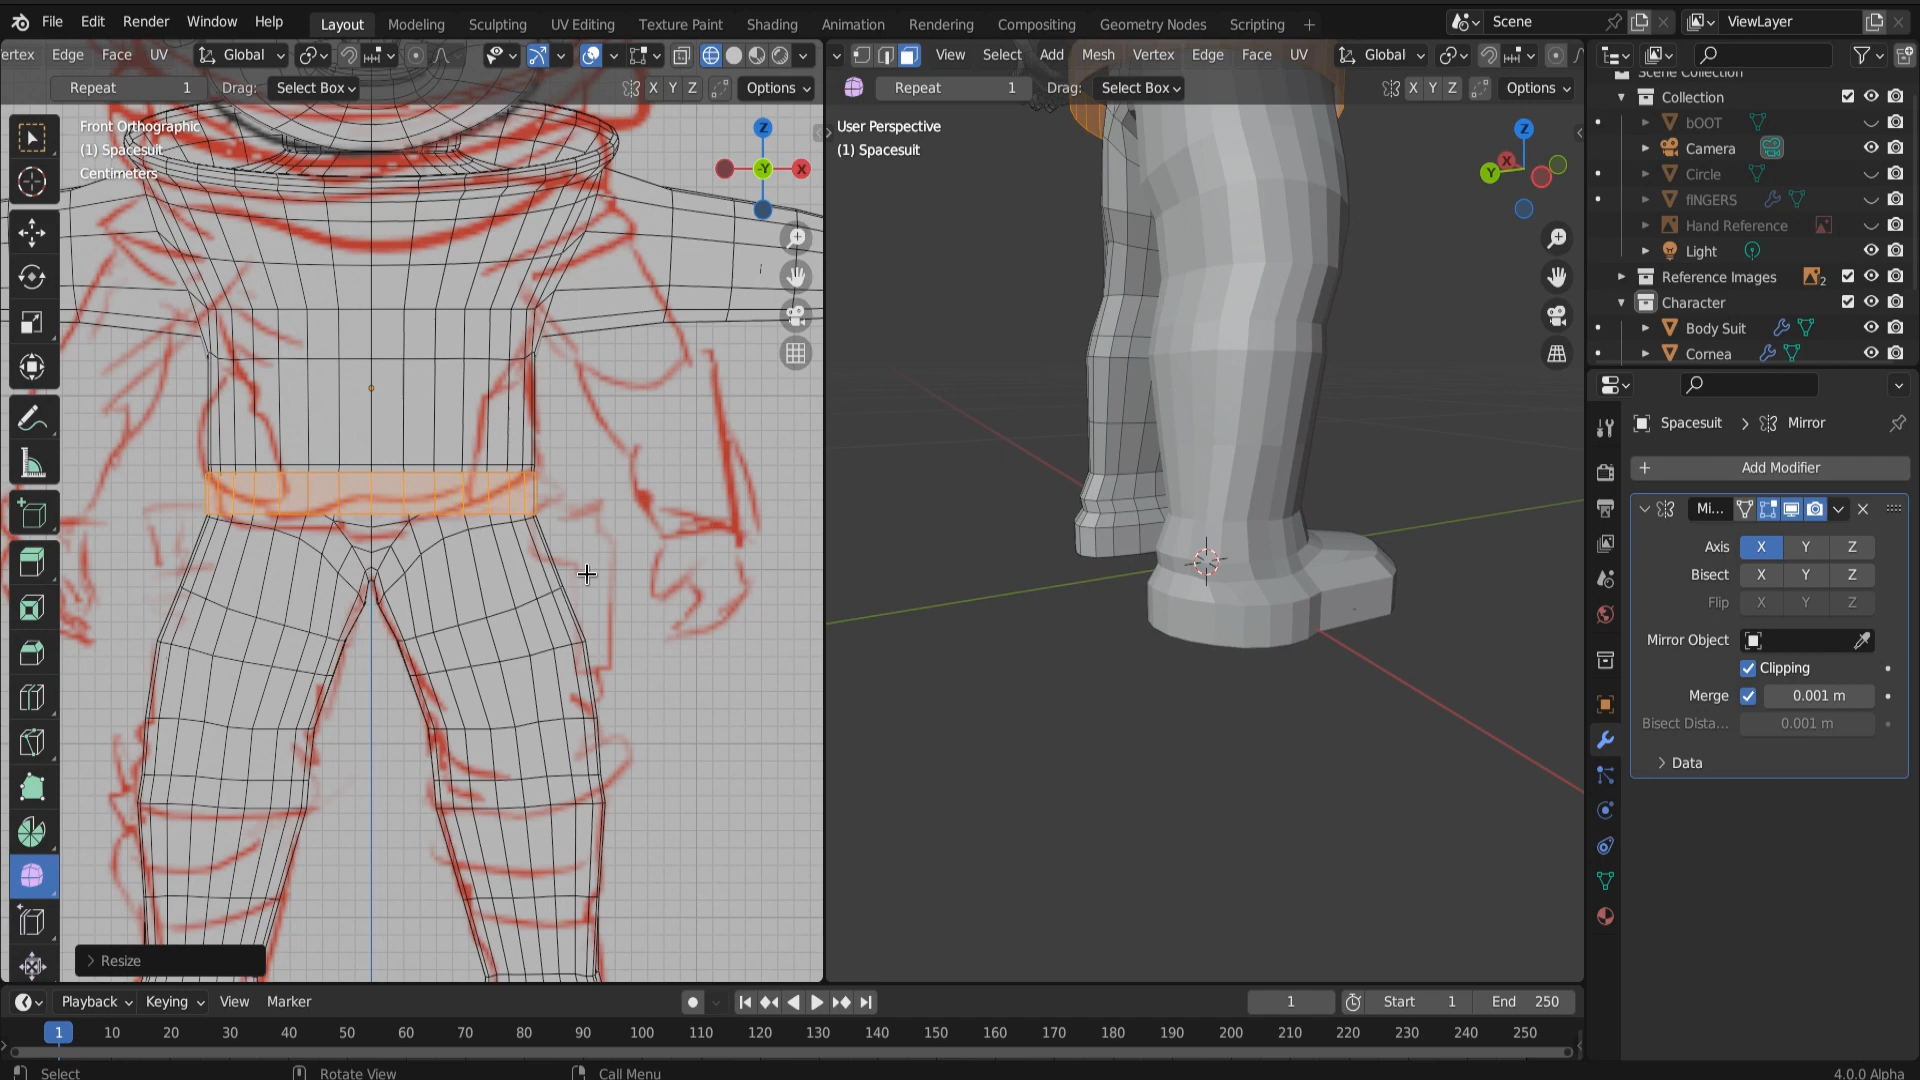 File Edit Render Window Help Layout Modeling Sculpting UV Editing Texture Paint Shading Animation Rendering Compositing Geometry Nodes Scripting + Scene ViewLayer
Edge Face UV Global View Select Add Mesh Vertex Edge Face UV Global
Scene Collection
Repeat 1 Drag: Select Box X Y Z Options Repeat 1 Drag: Select Box X Y Z Options
Front Orthographic
(1) Spacesuit
Centimeters
Z
-Y
X
User Perspective
(1) Spacesuit
Z
X
Y
Collection
bOOT
Camera
Circle
fINGERS
Hand Reference
Light
Reference Images 2
Character
Body Suit
Cornea
Spacesuit > Mirror
+ Add Modifier
Mi...
Axis X Y Z
Bisect X Y Z
Flip X Y Z
Mirror Object
Clipping
Merge 0.001 m
Bisect Dista... 0.001 m
Data
Resize
Playback Keying View Marker 1 Start 1 End 250
1 10 20 30 40 50 60 70 80 90 100 110 120 130 140 150 160 170 180 190 200 210 220 230 240 250
Select Rotate View Call Menu 4.0.0 Alpha